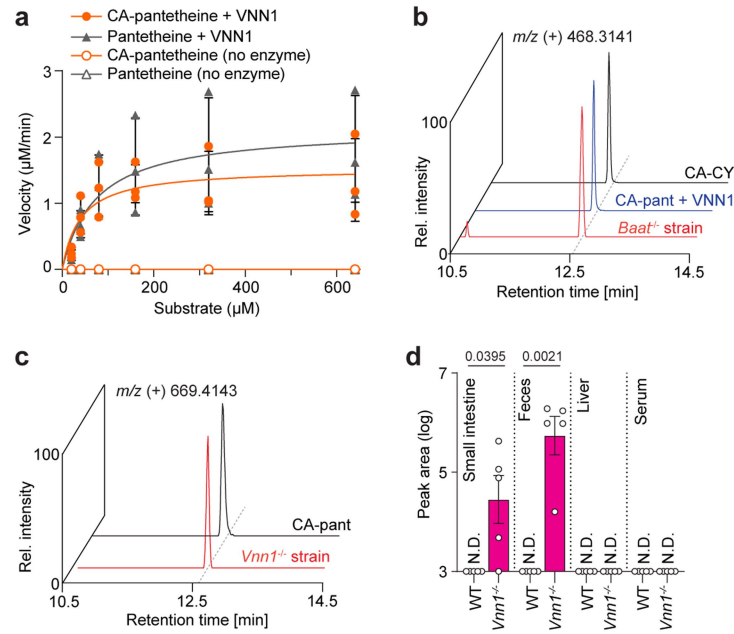 a
CA-pantetheine + VNN1
Pantetheine + VNN1
CA-pantetheine (no enzyme)
Pantetheine (no enzyme)
Velocity (µM/min)
3
2
1
0
0 200 400 600
Substrate (µM)
b
m/z (+) 468.3141
100
Rel. intensity
0
CA-CY
CA-pant + VNN1
Baat-/- strain
10.5 12.5 14.5
Retention time [min]
c
m/z (+) 669.4143
100
Rel. intensity
0
CA-pant
Vnn1-/- strain
10.5 12.5 14.5
Retention time [min]
d
0.0395 0.0021
Peak area (log)
7
5
3
Small intestine
Feces
Liver
Serum
N.D. N.D. N.D. N.D. N.D. N.D.
WT Vnn1-/- WT Vnn1-/- WT Vnn1-/- WT Vnn1-/-